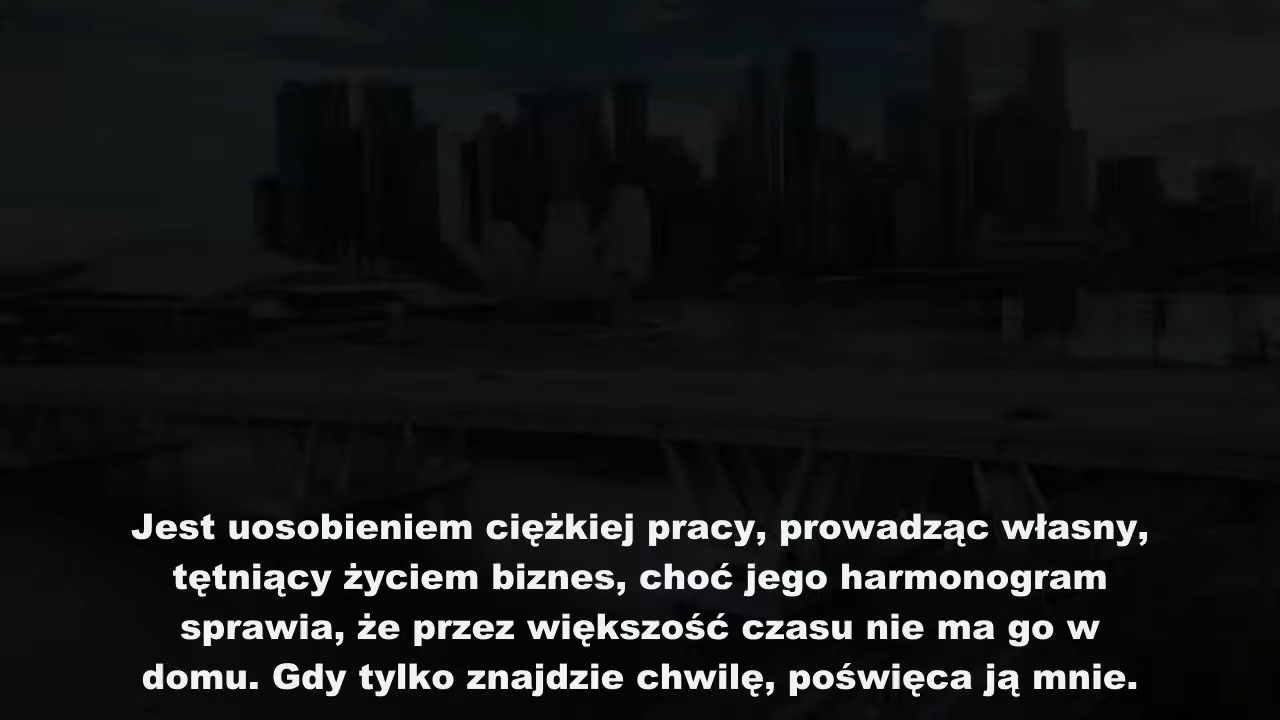 Jest uosobieniem ciężkiej pracy, prowadząc własny,
tętniący życiem biznes, choć jego harmonogram
sprawia, że przez większość czasu nie ma go w
domu. Gdy tylko znajdzie chwilę, poświęca ją mnie.